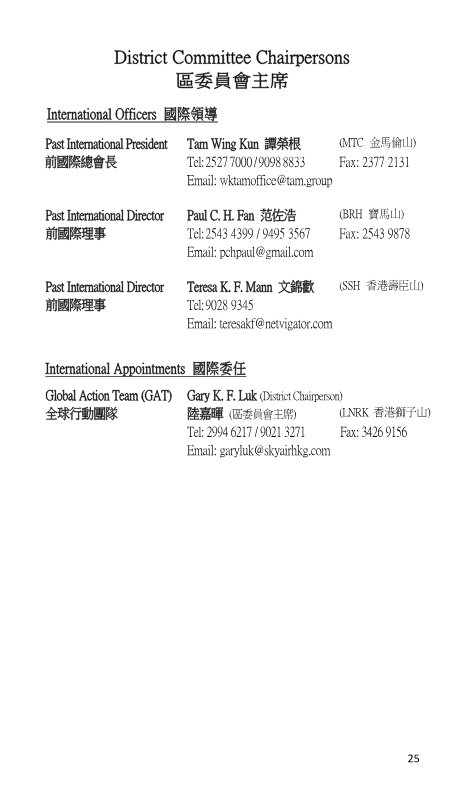 District Committee Chairpersons
區委員會主席
International Officers 國際領導
Past International President Tam Wing Kun 譚榮根 (MTC 金馬倫山)
前國際總會長 Tel: 2527 7000 / 9098 8833 Fax: 2377 2131
Email: wktamoffice@tam.group
Past International Director Paul C. H. Fan 范佐浩 (BRH 寶馬山)
前國際理事 Tel: 2543 4399 / 9495 3567 Fax: 2543 9878
Email: pchpaul@gmail.com
Past International Director Teresa K. F. Mann 文錦歡 (SSH 香港壽臣山)
前國際理事 Tel: 9028 9345
Email: teresakf@netvigator.com
International Appointments 國際委任
Global Action Team (GAT) Gary K. F. Luk (District Chairperson)
全球行動團隊 陸嘉暉 (區委員會主席) (LNRK 香港獅子山)
Tel: 2994 6217 / 9021 3271 Fax: 3426 9156
Email: garyluk@skyairhkg.com
25